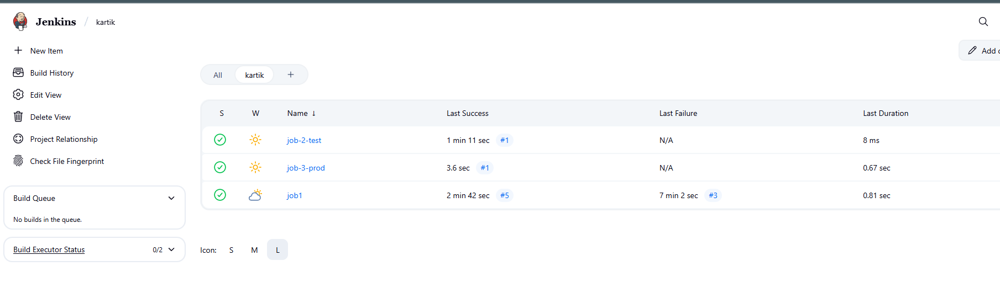 Jenkins / kartik
New Item
Build History
Edit View
Delete View
Project Relationship
Check File Fingerprint
Build Queue
No builds in the queue.
Build Executor Status 0/2
Add
All kartik +
S W Name ↓ Last Success Last Failure Last Duration
job-2-test 1 min 11 sec #1 N/A 8 ms
job-3-prod 3.6 sec #1 N/A 0.67 sec
job1 2 min 42 sec #5 7 min 2 sec #3 0.81 sec
Icon: S M L